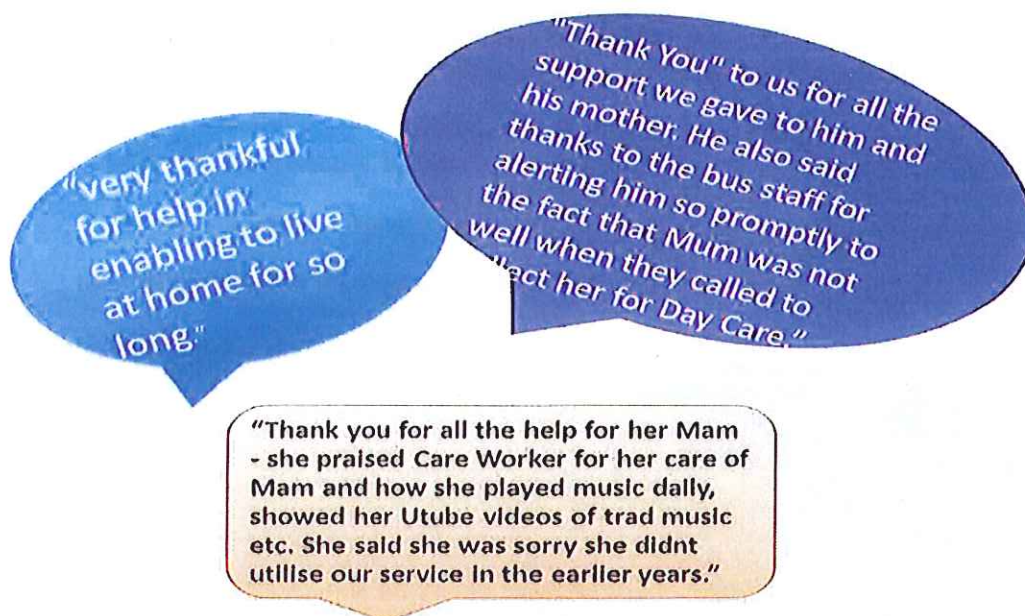 "very thankful
for help in
enabling to live
at home for so
long."
"Thank You" to us for all the
support we gave to him and
his mother. He also said
thanks to the bus staff for
alerting him so promptly to
the fact that Mum was not
well when they called to
llect her for Day Care."
"Thank you for all the help for her Mam
- she praised Care Worker for her care of
Mam and how she played music daily,
showed her Utube videos of trad music
etc. She said she was sorry she didnt
utilise our service in the earlier years."